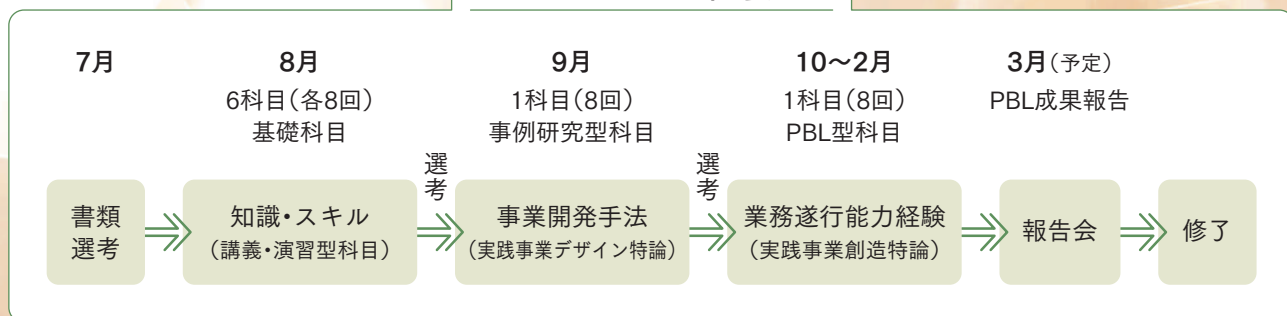 7月
8月
6科目(各8回)
基礎科目
9月
1科目(8回)
事例研究型科目
10〜2月
1科目(8回)
PBL型科目
3月(予定)
PBL成果報告
書類
選考
知識・スキル
(講義・演習型科目)
選考
事業開発手法
(実践事業デザイン特論)
選考
業務遂行能力経験
(実践事業創造特論)
報告会
修了